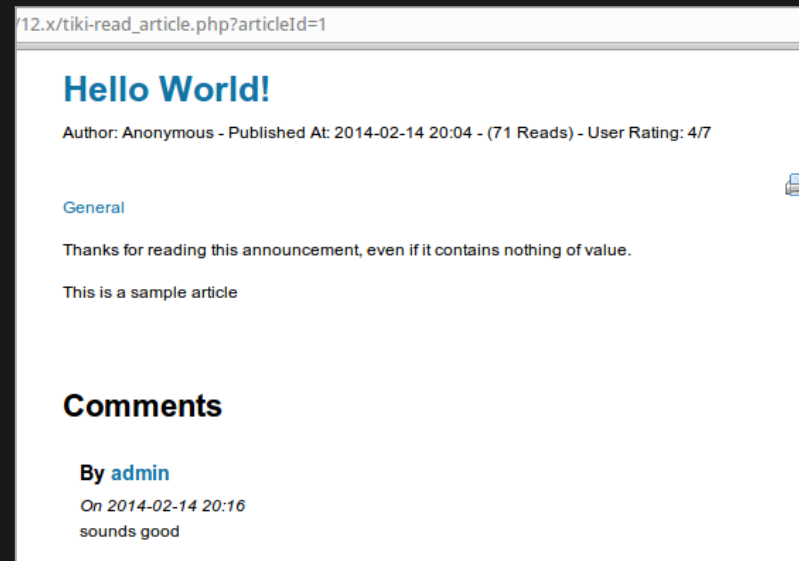 /12.x/tiki-read_article.php?articleId=1
Hello World!
Author: Anonymous - Published At: 2014-02-14 20:04 - (71 Reads) - User Rating: 4/7
General
Thanks for reading this announcement, even if it contains nothing of value.
This is a sample article
Comments
By admin
On 2014-02-14 20:16
sounds good